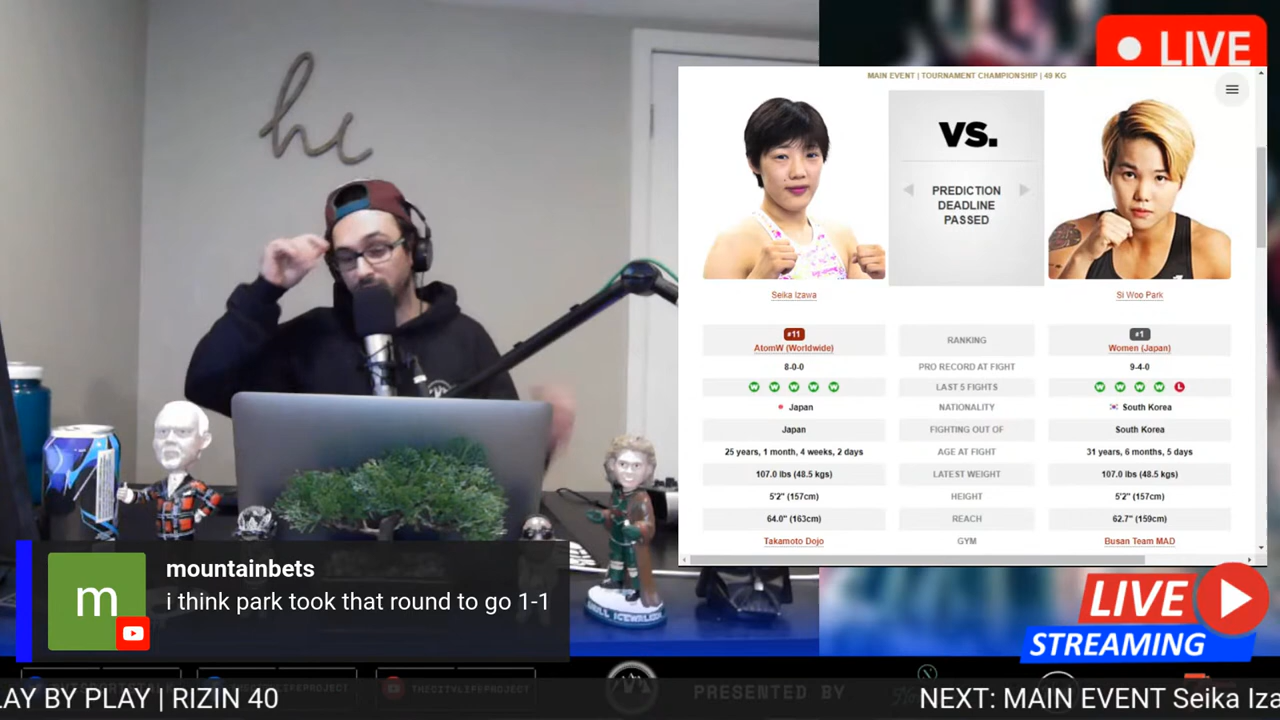 hi
LIVE
MAIN EVENT | TOURNAMENT CHAMPIONSHIP | 49 KG
VS.
PREDICTION
DEADLINE
PASSED
Seika Izawa
Si Woo Park
#11
RANKING
#1
AtomW (Worldwide)
Women (Japan)
8-0-0
PRO RECORD AT FIGHT
9-4-0
W W W W W
LAST 5 FIGHTS
W W W W L
Japan
NATIONALITY
South Korea
Japan
FIGHTING OUT OF
South Korea
25 years, 1 month, 4 weeks, 2 days
AGE AT FIGHT
31 years, 6 months, 5 days
107.0 lbs (48.5 kgs)
LATEST WEIGHT
107.0 lbs (48.5 kgs)
5'2" (157cm)
HEIGHT
5'2" (157cm)
64.0" (163cm)
REACH
62.7" (159cm)
Takamoto Dojo
GYM
Busan Team MAD
m
mountainbets
i think park took that round to go 1-1
LIVE
STREAMING
THECITYLIFEPROJECT
PRESENTED BY
LAY BY PLAY | RIZIN 40
NEXT: MAIN EVENT Seika Iza